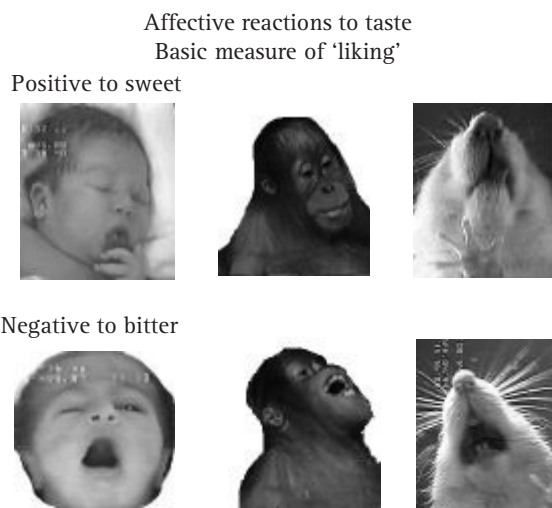 Affective reactions to taste
Basic measure of ‘liking’
Positive to sweet
Negative to bitter